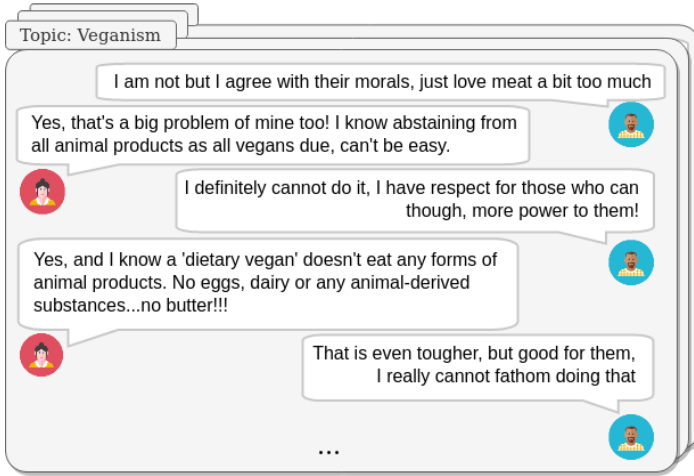 Topic: Veganism
I am not but I agree with their morals, just love meat a bit too much
Yes, that's a big problem of mine too! I know abstaining from
all animal products as all vegans due, can't be easy.
I definitely cannot do it, I have respect for those who can
though, more power to them!
Yes, and I know a 'dietary vegan' doesn't eat any forms of
animal products. No eggs, dairy or any animal-derived
substances...no butter!!!
That is even tougher, but good for them,
I really cannot fathom doing that
...